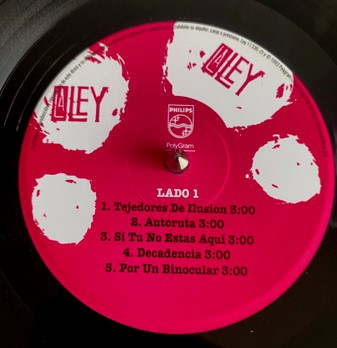 LA LEY
LA LEY
PHILIPS
PolyGram
LADO 1
1. Tejedores De Ilusion 3:00
2. Autoruta 3:00
3. Si Tu No Estas Aqui 3:00
4. Decadencia 3:00
5. Por Un Binocular 3:00